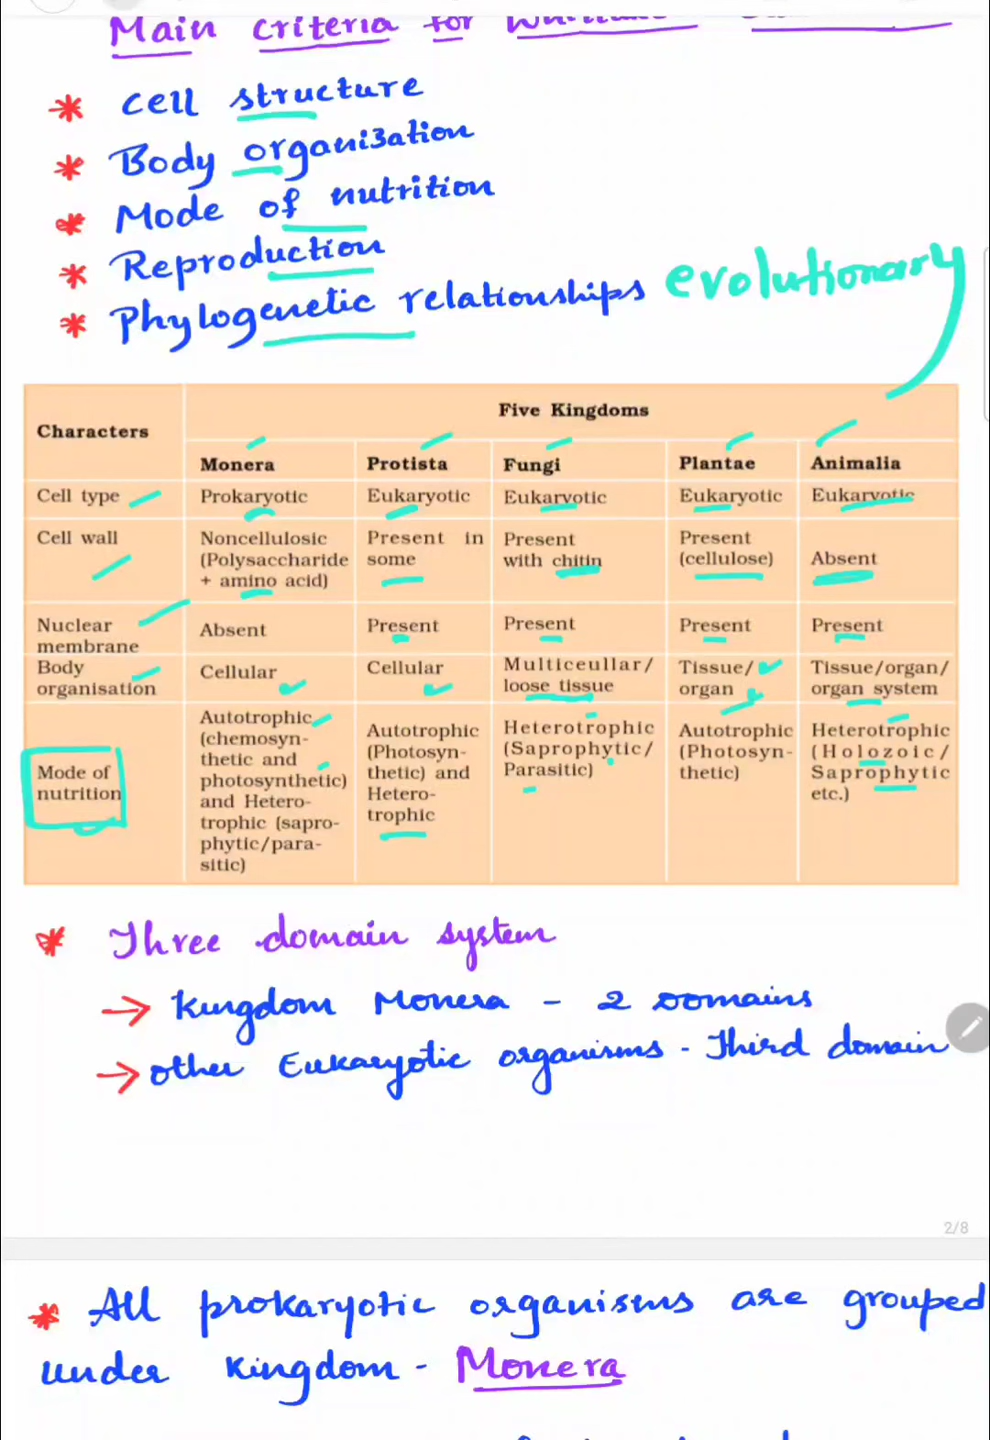 Main criteria for
* Cell structure
* Body organisation
* Mode of nutrition
* Reproduction
* Phylogenetic relationships evolutionary
Characters
Five Kingdoms
Monera Protista Fungi Plantae Animalia
Cell type Prokaryotic Eukaryotic Eukaryotic Eukaryotic Eukaryotic
Cell wall
Noncellulosic
(Polysaccharide
+ amino acid)
Present in
some
Present
with chitin
Present
(cellulose)
Absent
Nuclear
membrane
Absent
Present
Present
Present
Present
Body
organisation
Cellular
Cellular
Multiceullar/
loose tissue
Tissue/
organ
Tissue/organ/
organ system
Mode of
nutrition
Autotrophic
(chemosyn-
thetic and
photosynthetic)
and Hetero-
trophic (sapro-
phytic/para-
sitic)
Autotrophic
(Photosyn-
thetic) and
Hetero-
trophic
Heterotrophic
(Saprophytic/
Parasitic)
Autotrophic
(Photosyn-
thetic)
Heterotrophic
(Holozoic/
Saprophytic
etc.)
* Three domain system
→ Kingdom Monera - 2 Domains
→ other Eukaryotic organisms - Third domain
2/8
* All prokaryotic organisms are grouped
under kingdom - Monera